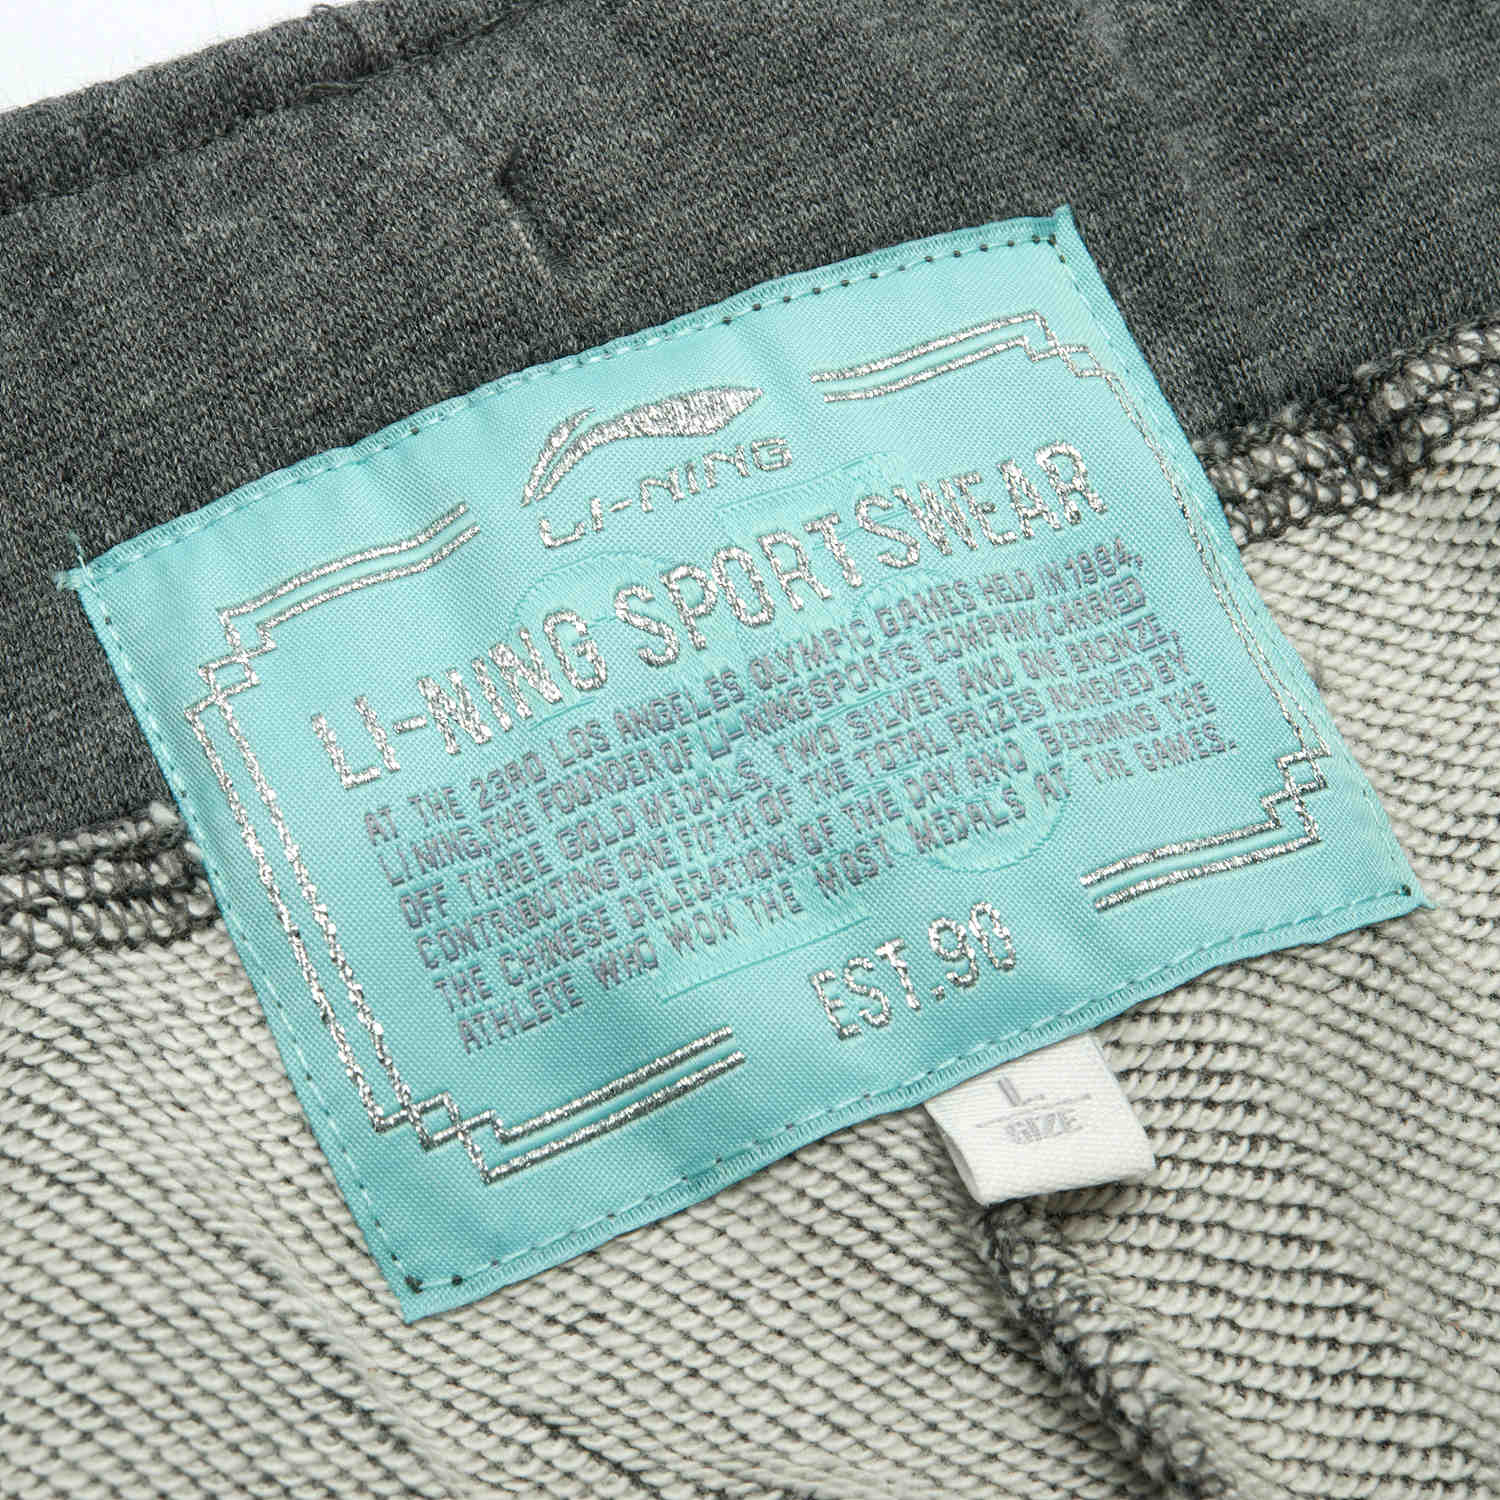 LI-NING
LI-NING SPORTSWEAR
AT THE 23RD LOS ANGELES OLYMPIC GAMES HELD IN 1984,
LI NING,THE FOUNDER OF LI-NINGSPORTS COMPANY,CARRIED
OFF THREE GOLD MEDALS, TWO SILVER AND ONE BRONZE,
CONTRIBUTING ONE FIFTH OF THE TOTAL PRIZES ACHIEVED BY
THE CHINESE DELEGATION OF THE DAY AND BECOMING THE
ATHLETE WHO WON THE MOST MEDALS AT THE GAMES.
EST.90
L
SIZE